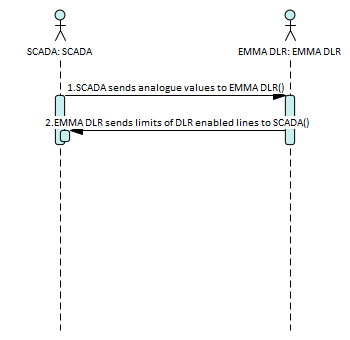 SCADA: SCADA
EMMA DLR: EMMA DLR
1.SCADA sends analogue values to EMMA DLR()
2.EMMA DLR sends limits of DLR enabled lines to SCADA()